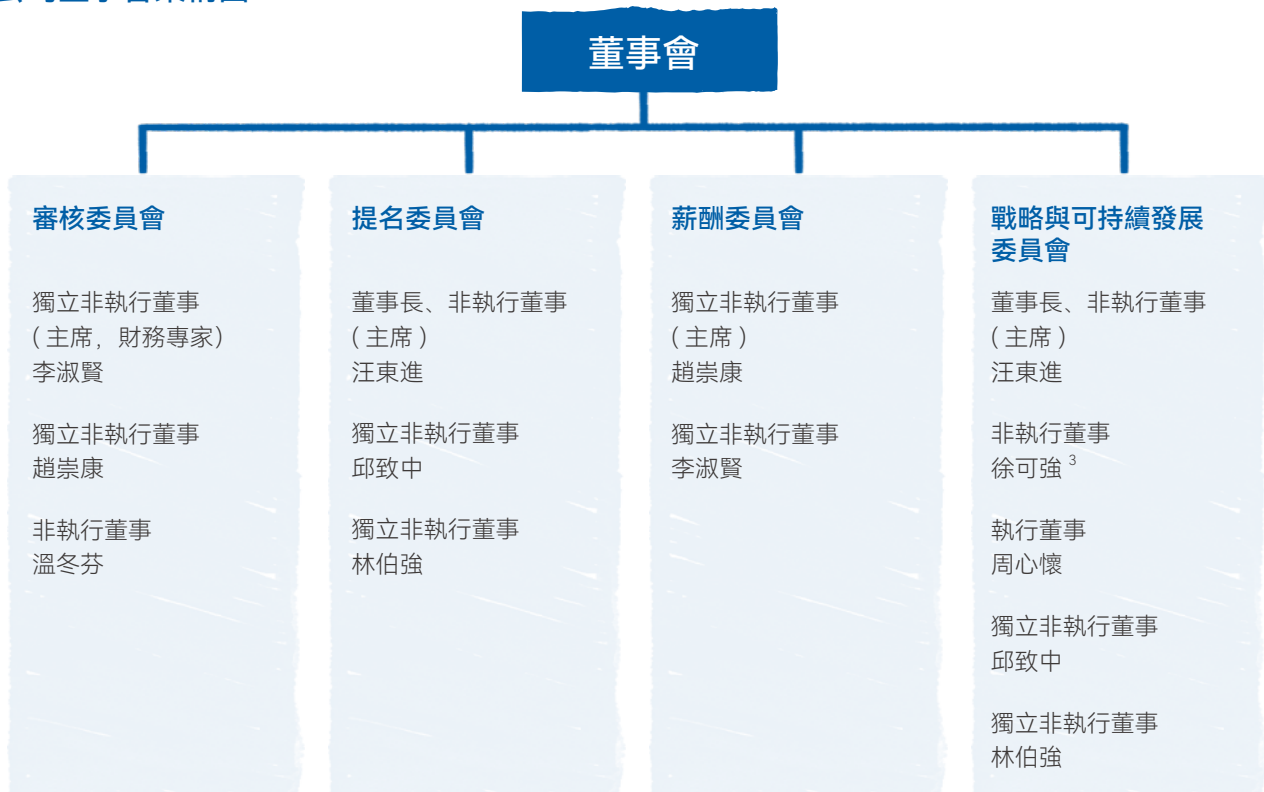 董事會
審核委員會
獨立非執行董事
(主席，財務專家)
李淑賢
獨立非執行董事
趙崇康
非執行董事
溫冬芬
提名委員會
董事長、非執行董事
(主席)
汪東進
獨立非執行董事
邱致中
獨立非執行董事
林伯強
薪酬委員會
獨立非執行董事
(主席)
趙崇康
獨立非執行董事
李淑賢
戰略與可持續發展
委員會
董事長、非執行董事
(主席)
汪東進
非執行董事
徐可強 3
執行董事
周心懷
獨立非執行董事
邱致中
獨立非執行董事
林伯強